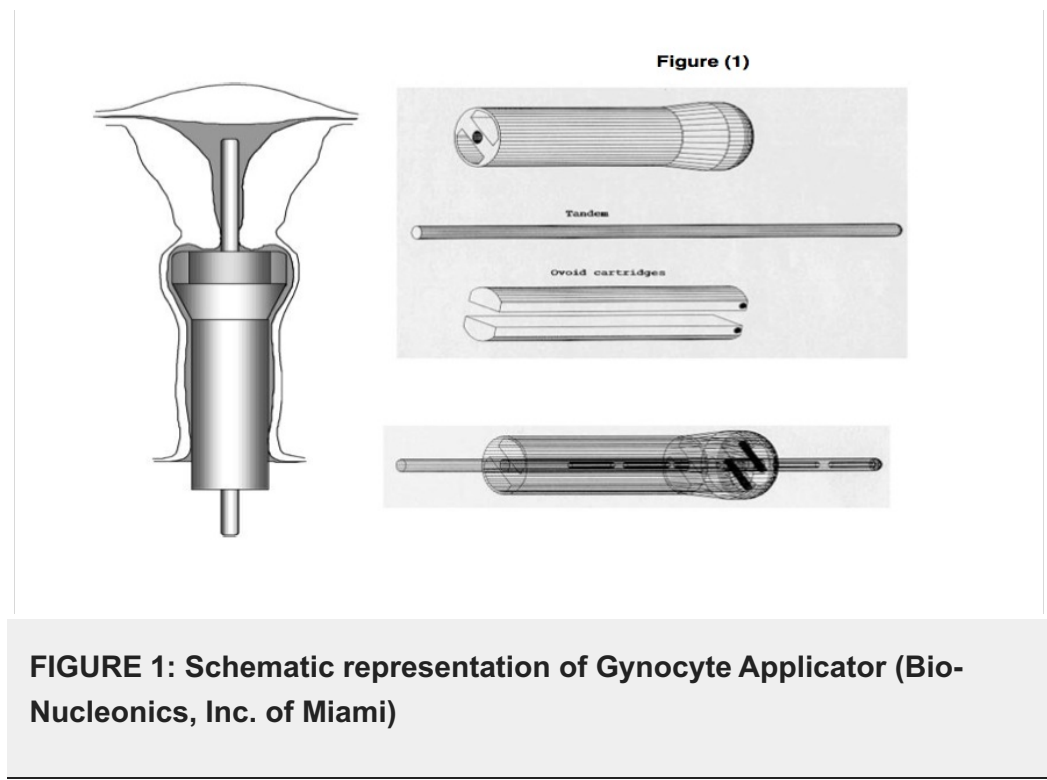 Figure (1)
Tandem
Ovoid cartridges
FIGURE 1: Schematic representation of Gynocyte Applicator (Bio-
Nucleonics, Inc. of Miami)